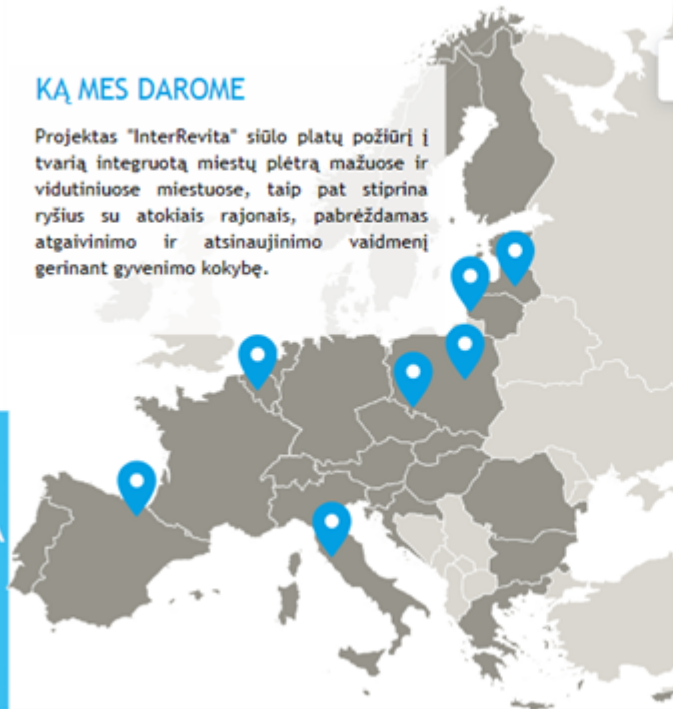 KĄ MES DAROME
Projektas "InterRevita" siūlo platų požiūrį į
tvarią integruotą miestų plėtrą mažuose ir
vidutiniuose miestuose, taip pat stiprina
ryšius su atokiais rajonais, pabrėždamas
atgaivinimo ir atsinaujinimo vaidmenį
gerinant gyvenimo kokybę.